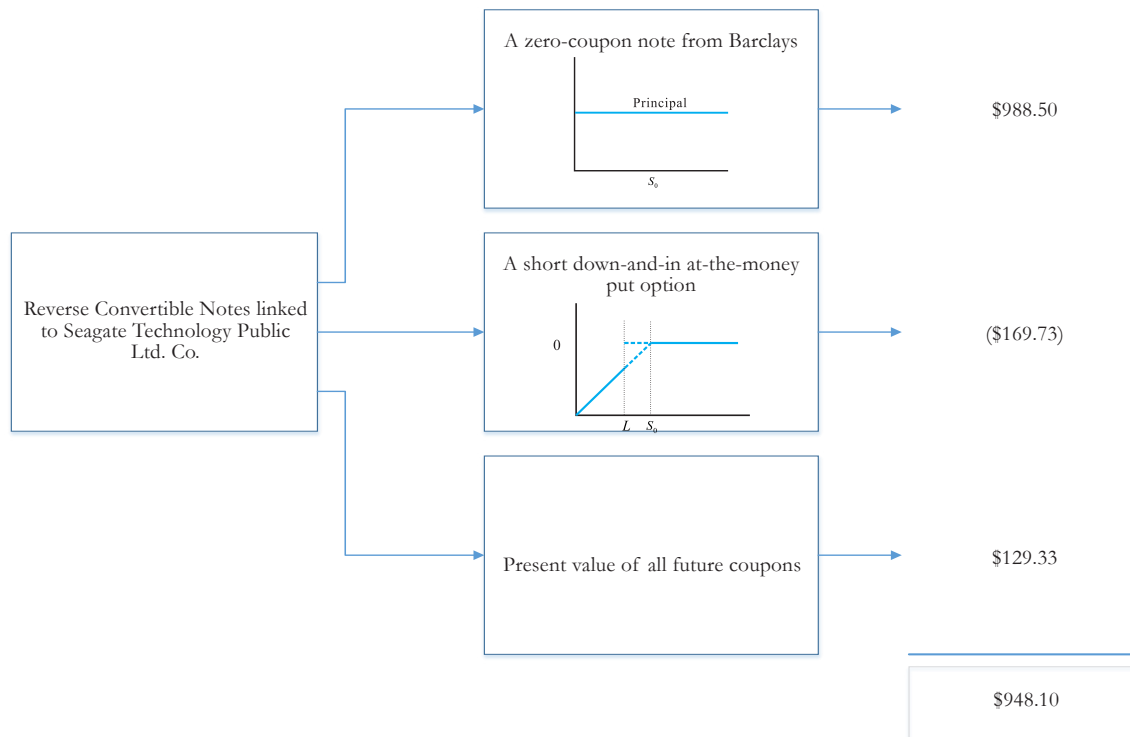 A zero-coupon note from Barclays
Principal
S₀
$988.50
Reverse Convertible Notes linked
to Seagate Technology Public
Ltd. Co.
A short down-and-in at-the-money
put option
0
L S₀
($169.73)
Present value of all future coupons
$129.33
$948.10